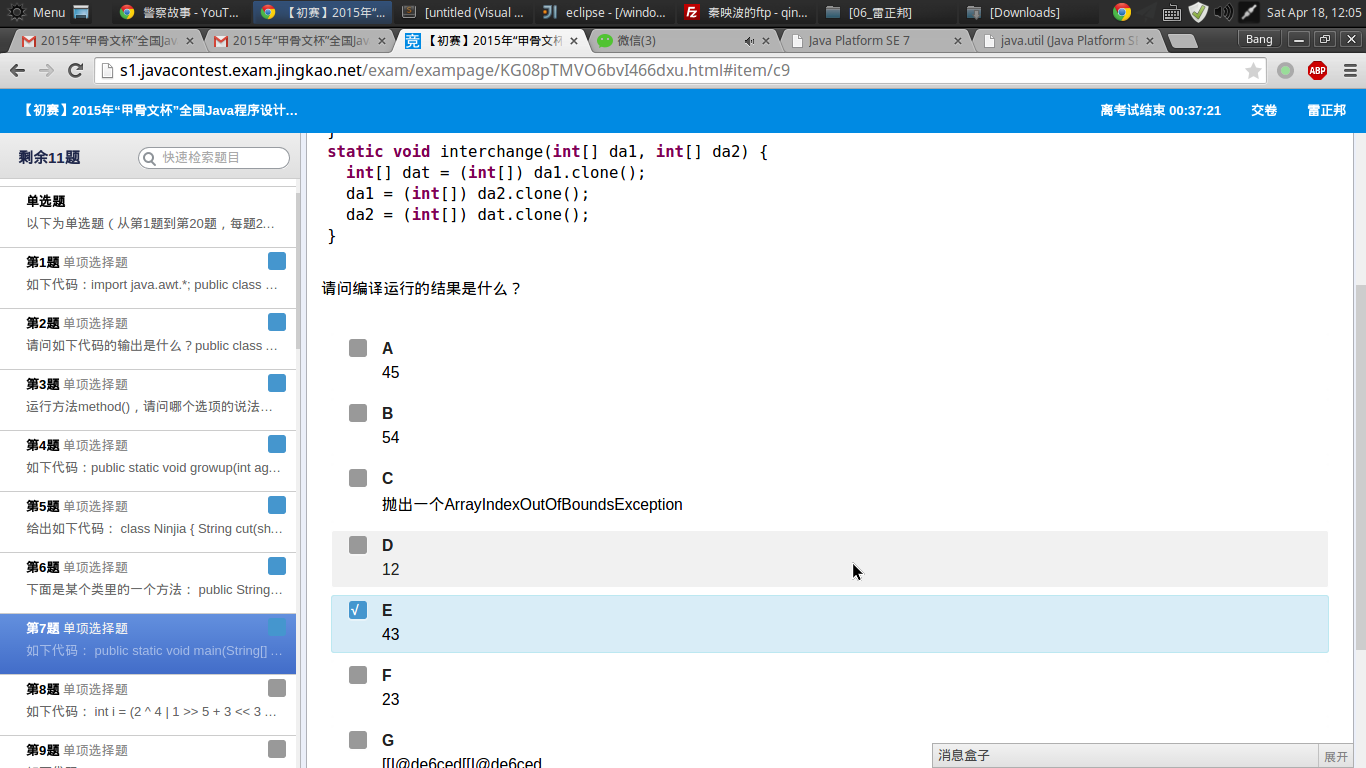 Menu
警察故事 - YouT...
【初赛】2015年“...
[untitled (Visual ...
eclipse - [/windo...
秦映波的ftp - qin...
[06_雷正邦]
[Downloads]
Sat Apr 18, 12:05
2015年“甲骨文杯”全国Jav
2015年“甲骨文杯”全国Jav
【初赛】2015年“甲骨文杯
微信(3)
Java Platform SE 7
java.util (Java Platform SE
Bang
s1.javacontest.exam.jingkao.net/exam/exampage/KG08pTMVO6bvI466dxu.html#item/c9
ABP
【初赛】2015年“甲骨文杯”全国Java程序设计…
离考试结束 00:37:21
交卷
雷正邦
剩余11题
快速检索题目
单选题
以下为单选题（从第1题到第20题，每题2…
第1题 单项选择题
如下代码：import java.awt.*; public class …
第2题 单项选择题
请问如下代码的输出是什么？public class …
第3题 单项选择题
运行方法method()，请问哪个选项的说法…
第4题 单项选择题
如下代码：public static void growup(int ag…
第5题 单项选择题
给出如下代码： class Ninjia { String cut(sh…
第6题 单项选择题
下面是某个类里的一个方法： public String…
第7题 单项选择题
如下代码： public static void main(String[] …
第8题 单项选择题
如下代码： int i = (2 ^ 4 | 1 >> 5 + 3 << 3 …
第9题 单项选择题
}
static void interchange(int[] da1, int[] da2) {
int[] dat = (int[]) da1.clone();
da1 = (int[]) da2.clone();
da2 = (int[]) dat.clone();
}
请问编译运行的结果是什么？
A
45
B
54
C
抛出一个ArrayIndexOutOfBoundsException
D
12
√ E
43
F
23
G
[[I@de6ced[[I@de6ced
消息盒子
展开